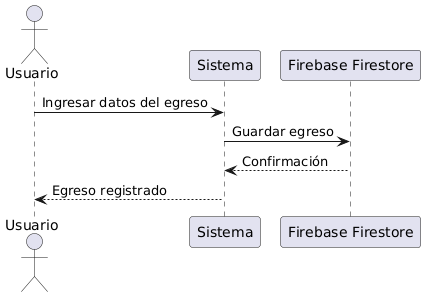 Usuario
Sistema
Firebase Firestore
Ingresar datos del egreso
Guardar egreso
Confirmación
Egreso registrado
Usuario
Sistema
Firebase Firestore